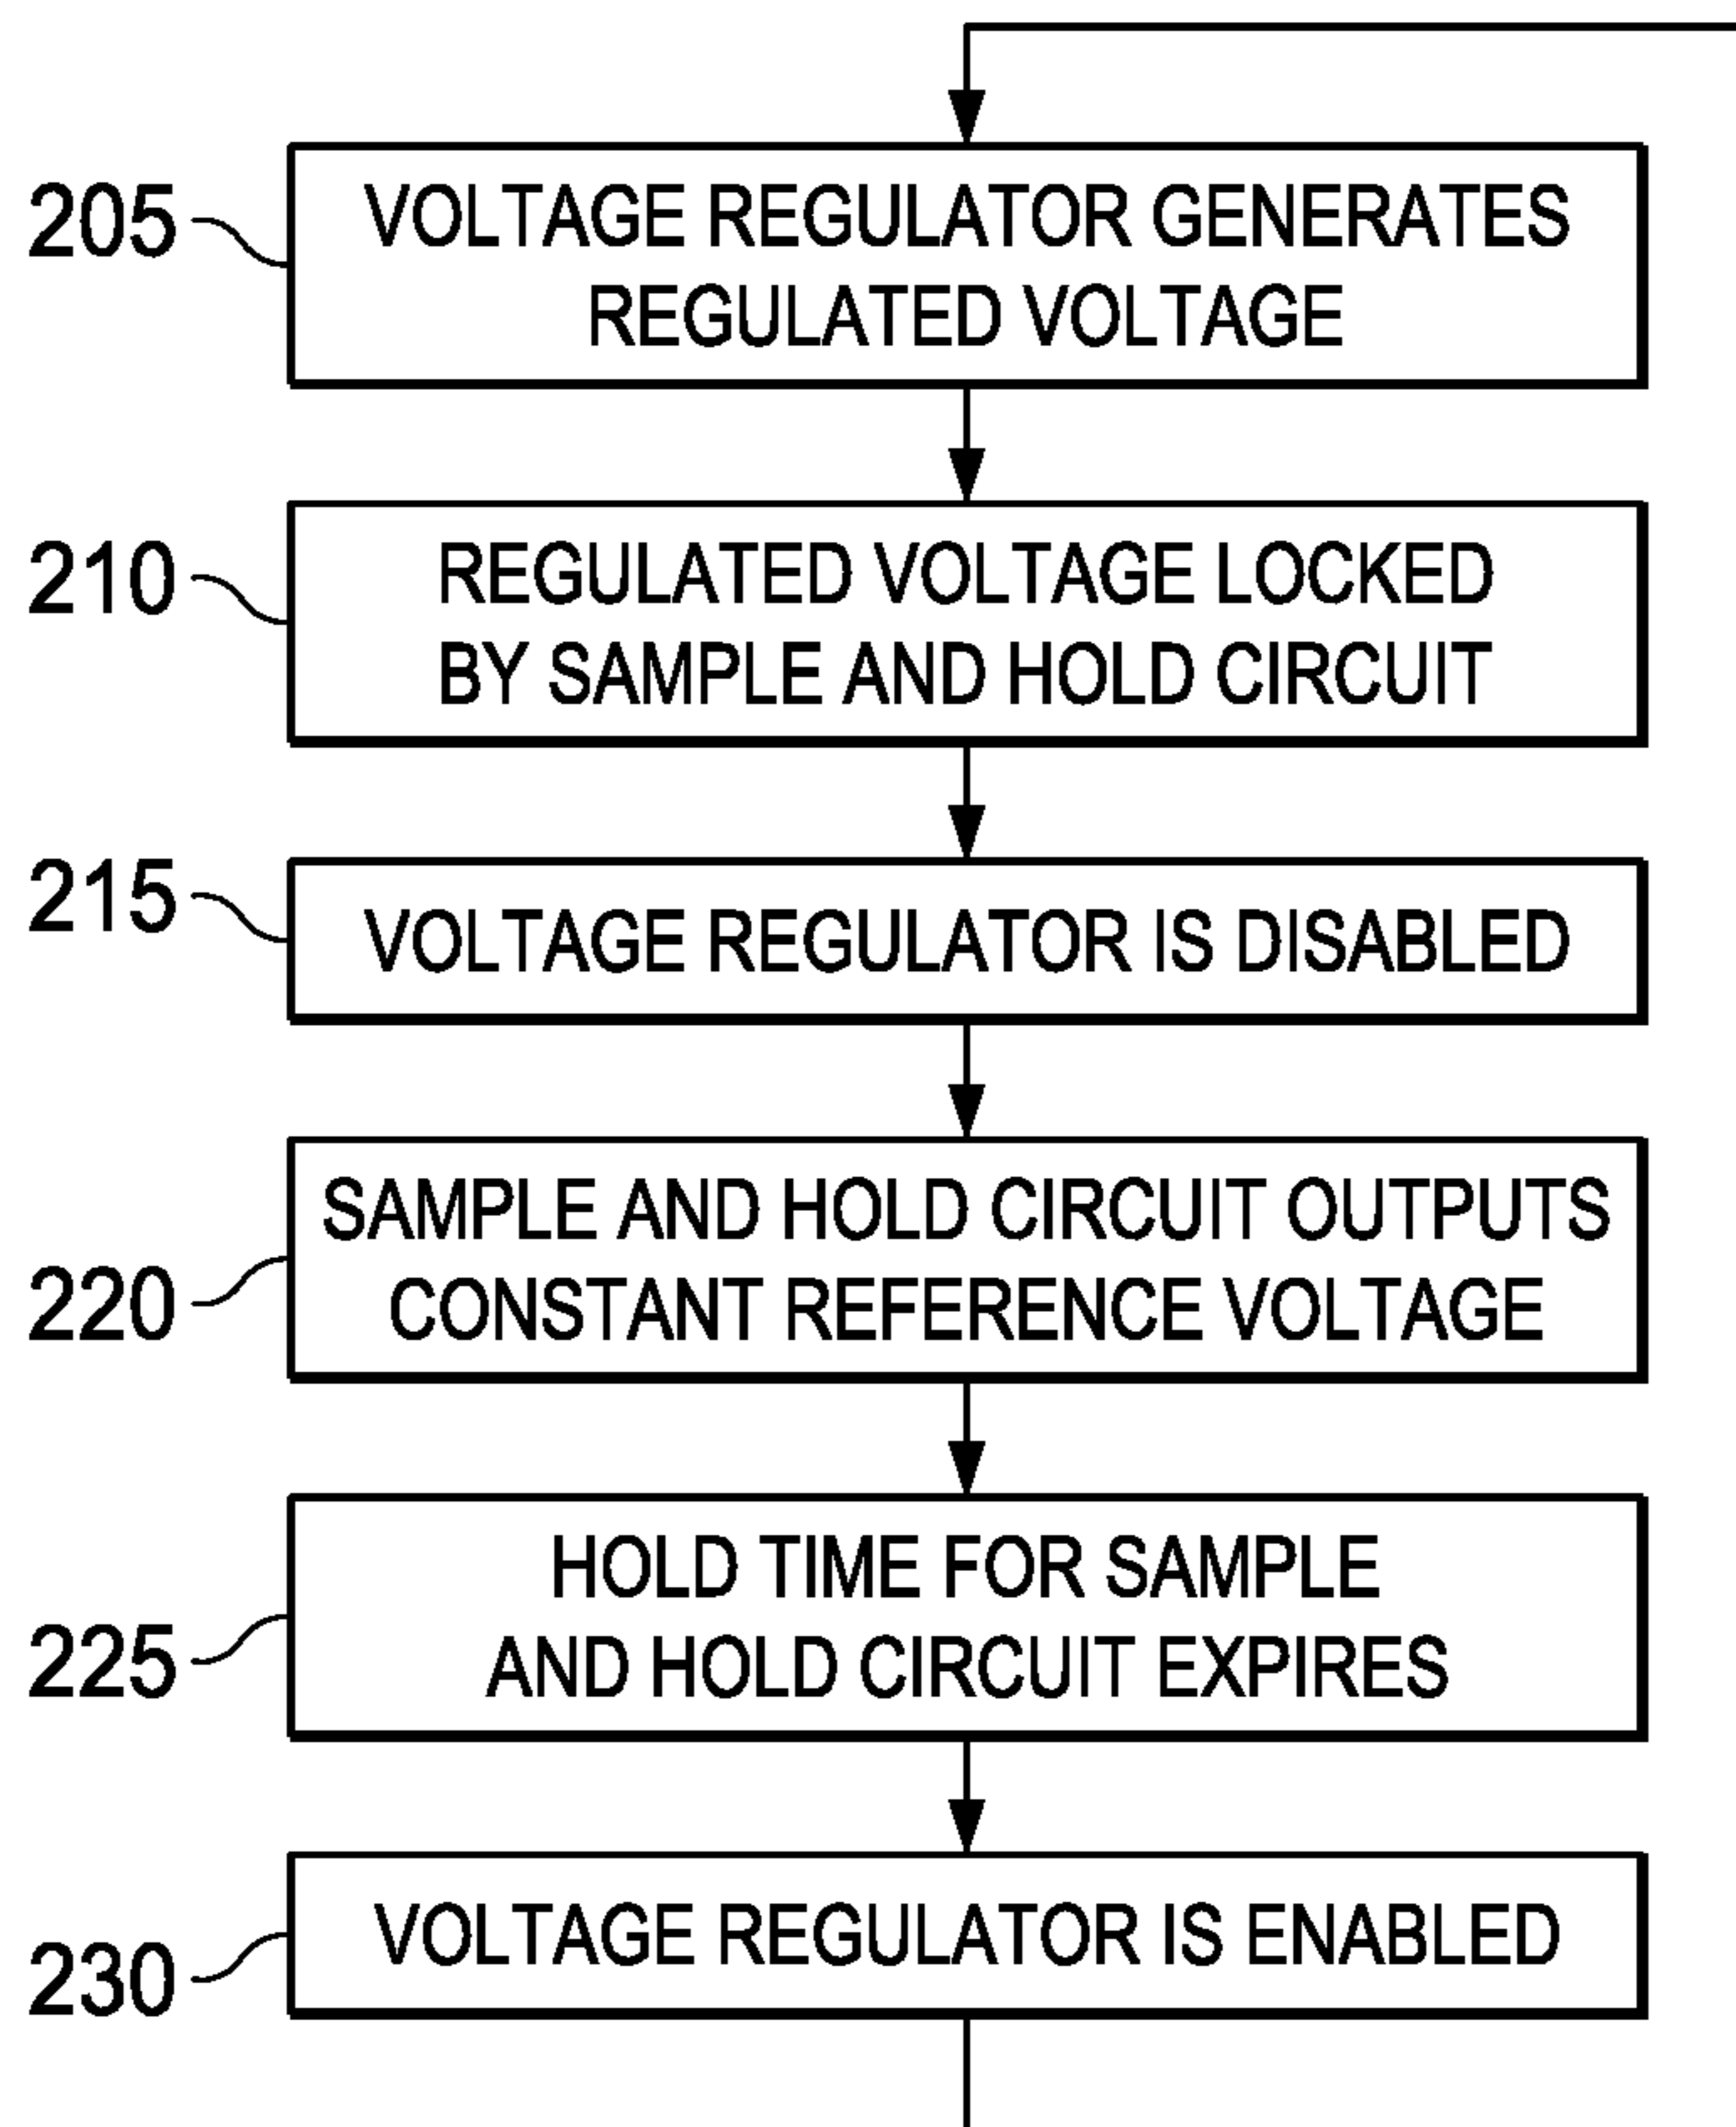 205
VOLTAGE REGULATOR GENERATES
REGULATED VOLTAGE
210
REGULATED VOLTAGE LOCKED
BY SAMPLE AND HOLD CIRCUIT
215
VOLTAGE REGULATOR IS DISABLED
220
SAMPLE AND HOLD CIRCUIT OUTPUTS
CONSTANT REFERENCE VOLTAGE
225
HOLD TIME FOR SAMPLE
AND HOLD CIRCUIT EXPIRES
230
VOLTAGE REGULATOR IS ENABLED